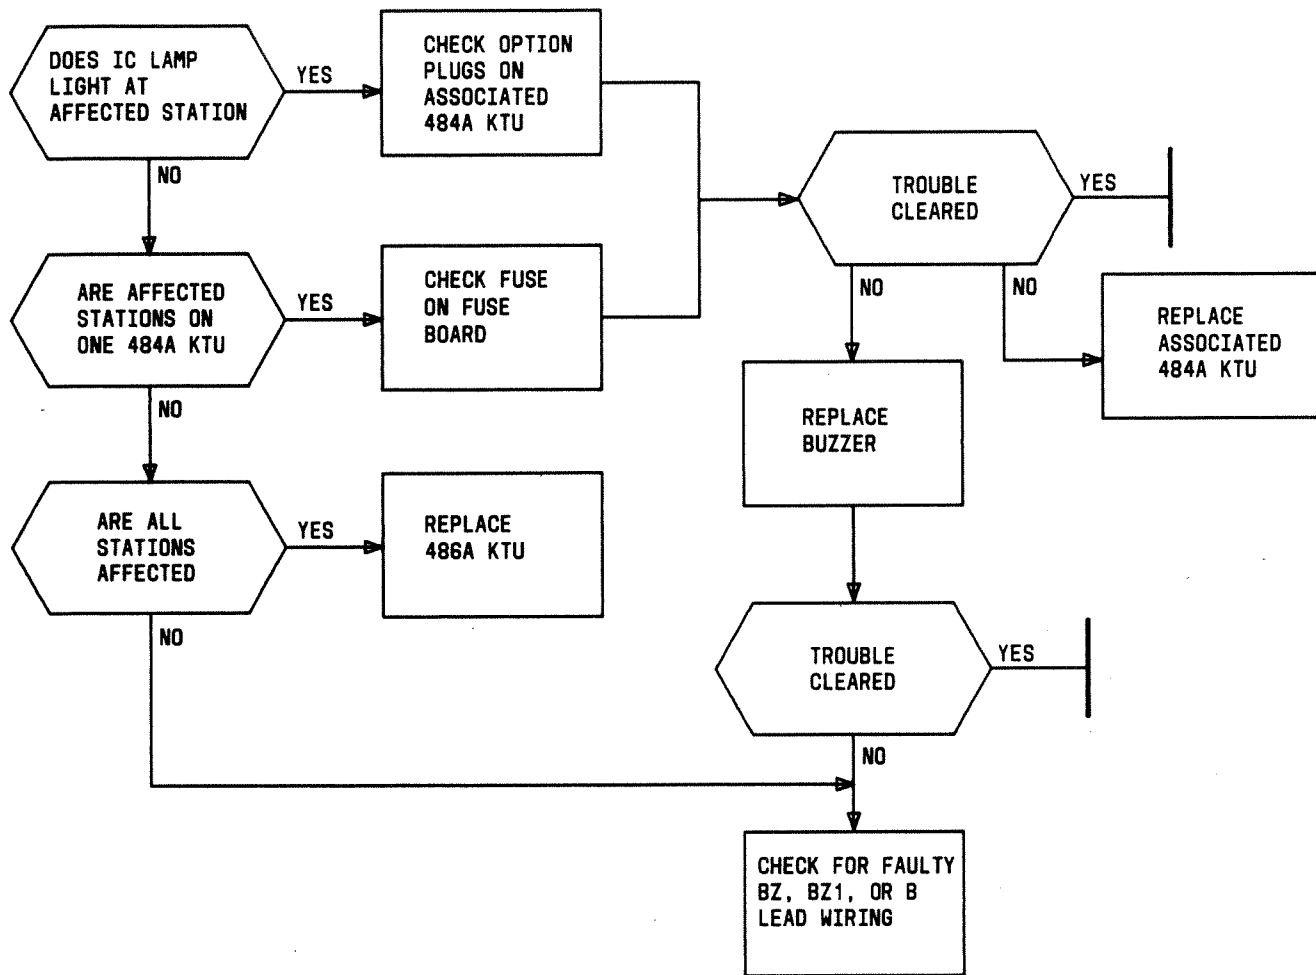 DOES IC LAMP
LIGHT AT
AFFECTED STATION
YES
NO
CHECK OPTION
PLUGS ON
ASSOCIATED
484A KTU
ARE AFFECTED
STATIONS ON
ONE 484A KTU
YES
NO
CHECK FUSE
ON FUSE
BOARD
ARE ALL
STATIONS
AFFECTED
YES
NO
REPLACE
486A KTU
TROUBLE
CLEARED
YES
NO
NO
REPLACE
ASSOCIATED
484A KTU
REPLACE
BUZZER
TROUBLE
CLEARED
YES
NO
CHECK FOR FAULTY
BZ, BZ1, OR B
LEAD WIRING